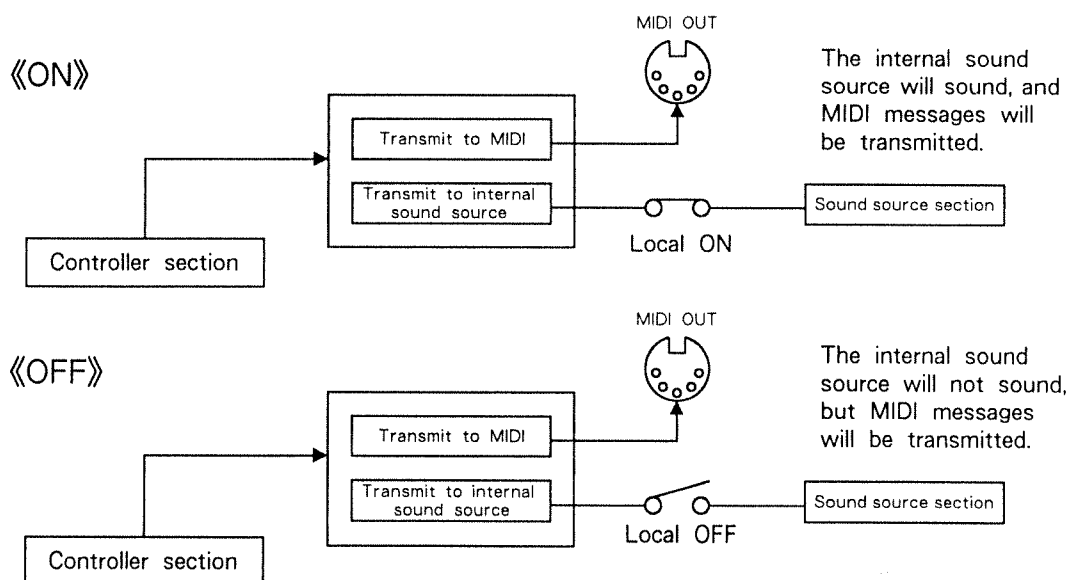 MIDI OUT
《ON》
The internal sound
source will sound, and
MIDI messages will
be transmitted.
Transmit to MIDI
Transmit to internal
sound source
Sound source section
Local ON
Controller section
MIDI OUT
《OFF》
The internal sound
source will not sound,
but MIDI messages
will be transmitted.
Transmit to MIDI
Transmit to internal
sound source
Sound source section
Local OFF
Controller section